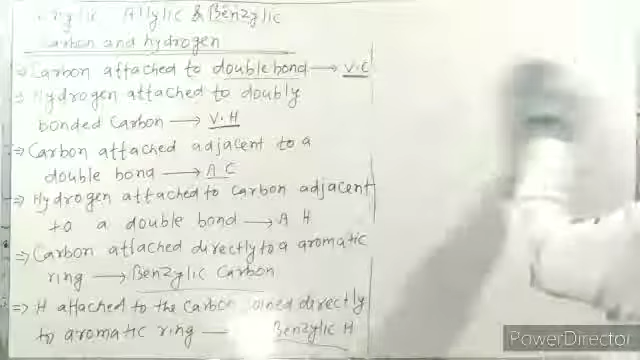 Allylic & Benzylic
Carbon and hydrogen
⇒ Carbon attached to double bond → V.C
⇒ Hydrogen attached to doubly
bonded Carbon → V.H
⇒ Carbon attached adjacent to a
double bond → A C
→ Hydrogen attached to carbon adjacent
to a double bond → A H
⇒ Carbon attached directly to a aromatic
ring → Benzylic Carbon
⇒ H attached to the Carbon joined directly
to aromatic ring — Benzylic H
PowerDirector